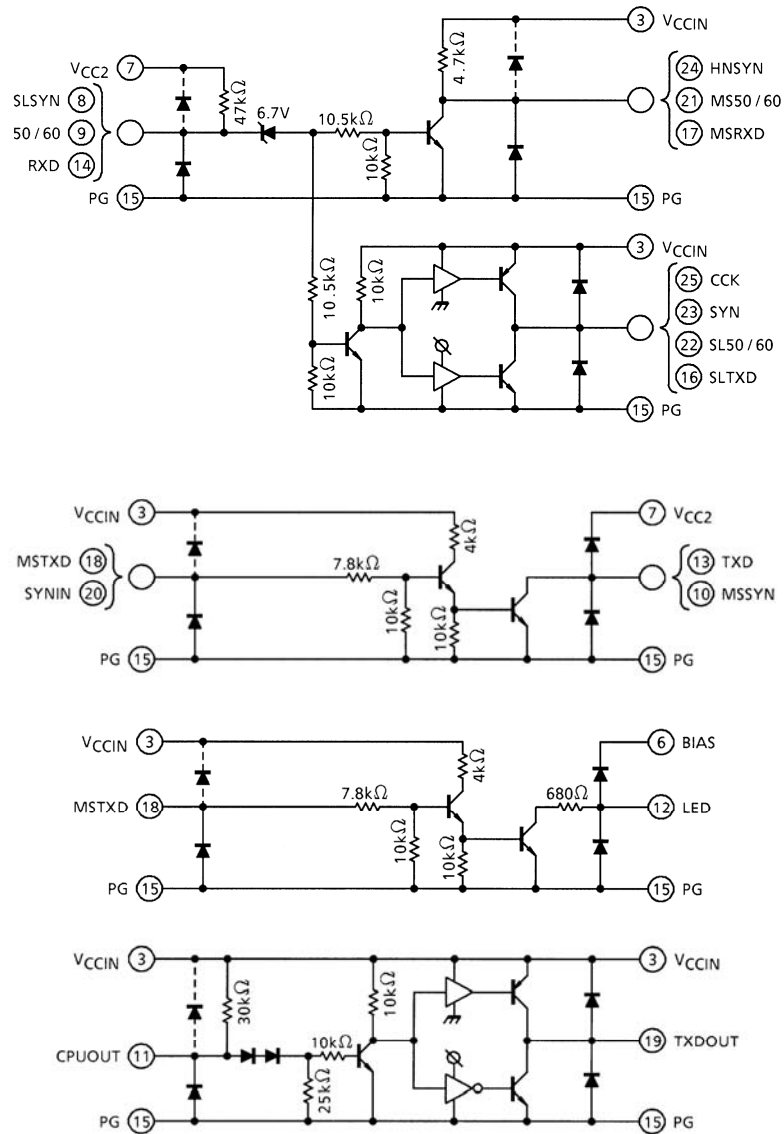 3 VCCIN
VCC2 7
4.7kΩ
24 HNSYN
SLSYN 8
47kΩ
6.7V
21 MS50/60
50/60 9
10.5kΩ
17 MSRXD
RXD 14
10kΩ
PG 15
15 PG
3 VCCIN
10.5kΩ
10kΩ
25 CCK
23 SYN
22 SL50/60
10kΩ
16 SLTXD
15 PG
VCCIN 3
7 VCC2
4kΩ
MSTXD 18
7.8kΩ
13 TXD
SYNIN 20
10 MSSYN
10kΩ
10kΩ
PG 15
15 PG
VCCIN 3
6 BIAS
4kΩ
MSTXD 18
7.8kΩ
680Ω
12 LED
10kΩ
10kΩ
PG 15
15 PG
VCCIN 3
3 VCCIN
30kΩ
10kΩ
CPUOUT 11
10kΩ
19 TXDOUT
25kΩ
PG 15
15 PG